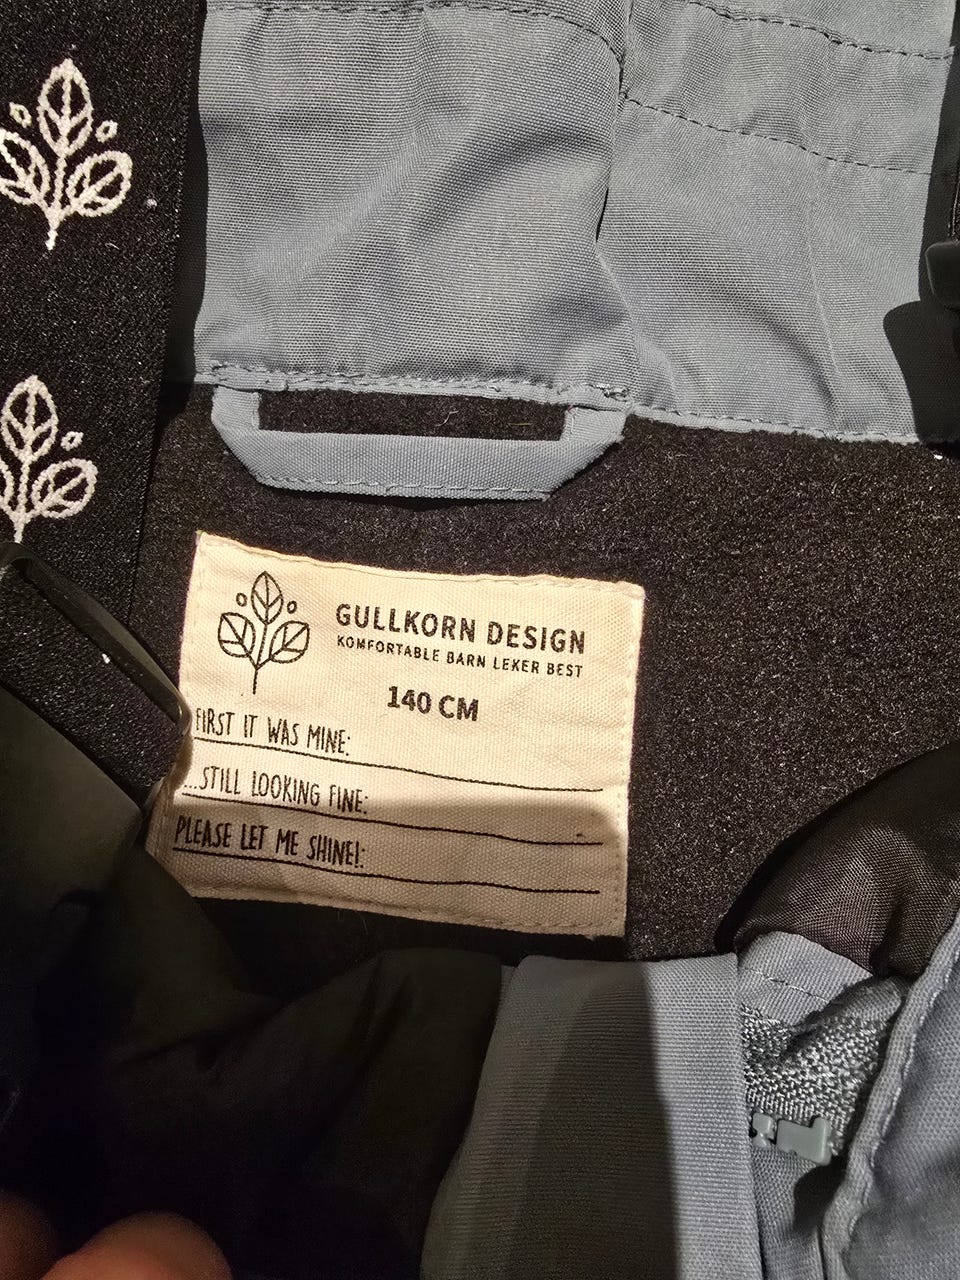 GULLKORN DESIGN
KOMFORTABLE BARN LEKER BEST
140 CM
FIRST IT WAS MINE:
...STILL LOOKING FINE:
PLEASE LET ME SHINE!: